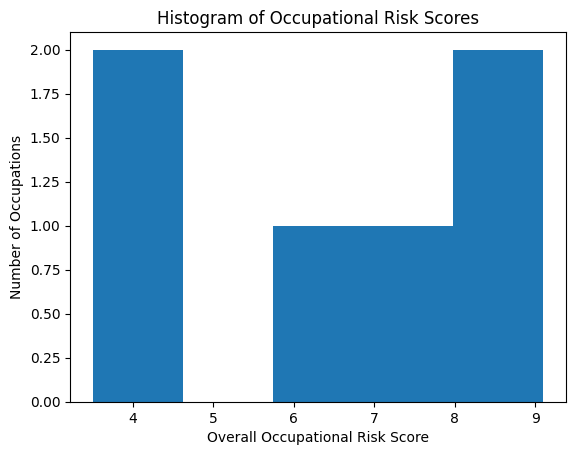 Histogram of Occupational Risk Scores
2.00
1.75
1.50
1.25
1.00
0.75
0.50
0.25
0.00
Number of Occupations
4 5 6 7 8 9
Overall Occupational Risk Score